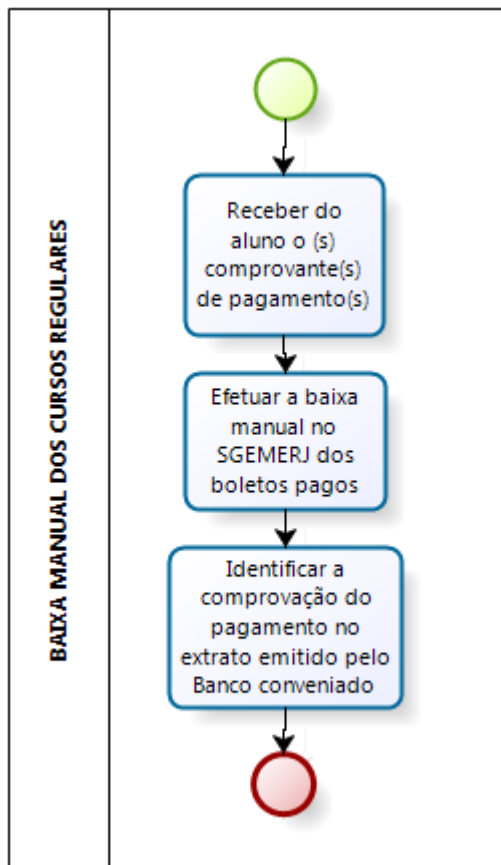 BAIXA MANUAL DOS CURSOS REGULARES
Receber do
aluno o (s)
comprovante(s)
de pagamento(s)
Efetuar a baixa
manual no
SGEMERJ dos
boletos pagos
Identificar a
comprovação do
pagamento no
extrato emitido pelo
Banco conveniado